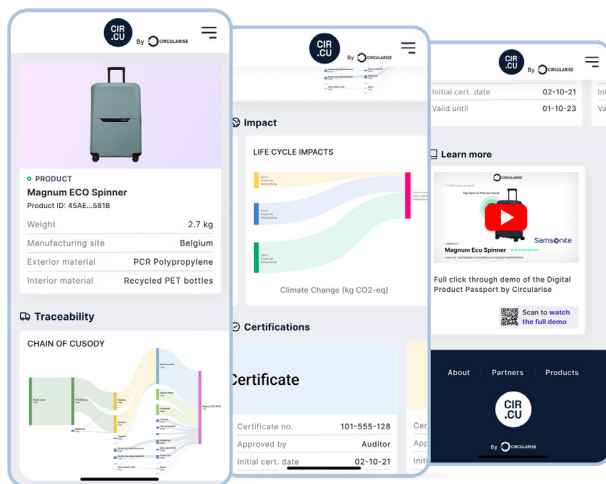 CIR
.CU
By CIRCULARISE
PRODUCT
Magnum ECO Spinner
Product ID: 45AE...581B
Weight 2.7 kg
Manufacturing site Belgium
Exterior material PCR Polypropylene
Interior material Recycled PET bottles
Traceability
CHAIN OF CUSODY
CIR
.CU
By CIRCULARISE
Impact
LIFE CYCLE IMPACTS
Climate Change (kg CO2-eq)
Certifications
Certificate
Certificate no. 101-555-128
Approved by Auditor
Initial cert. date 02-10-21
Cer
App
Initi
CIR
.CU
By CIRCULARISE
Initial cert. date 02-10-21
Valid until 01-10-23
Ini
Va
Learn more
CIRCULARISE
Magnum Eco Spinner
Samsonite
Full click through demo of the Digital
Product Passport by Circularise
Scan to watch
the full demo
About Partners Products
CIR
.CU
By CIRCULARISE